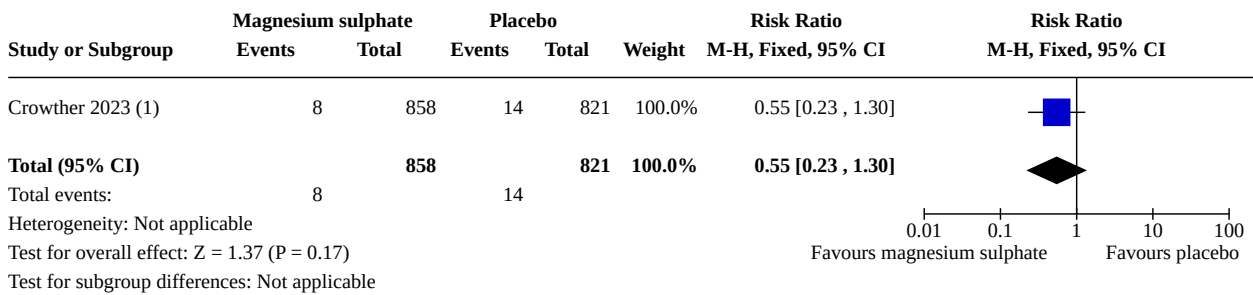 Magnesium sulphate Placebo Risk Ratio Risk Ratio
Study or Subgroup Events Total Events Total Weight M-H, Fixed, 95% CI M-H, Fixed, 95% CI
Crowther 2023 (1) 8 858 14 821 100.0% 0.55 [0.23 , 1.30]
Total (95% CI) 858 821 100.0% 0.55 [0.23 , 1.30]
Total events: 8 14
Heterogeneity: Not applicable
0.01 0.1 1 10 100
Test for overall effect: Z = 1.37 (P = 0.17) Favours magnesium sulphate Favours placebo
Test for subgroup differences: Not applicable